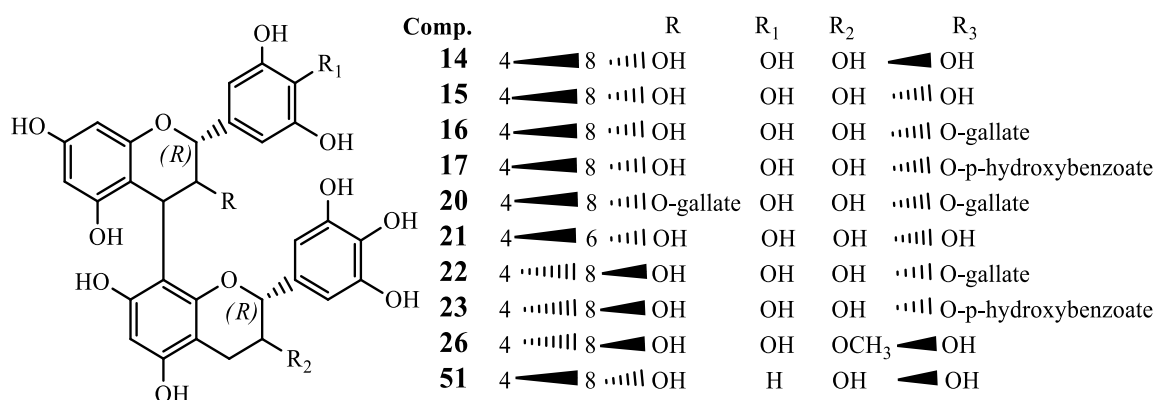 Comp. R R1 R2 R3
14 4 8 OH OH OH OH
15 4 8 OH OH OH OH
16 4 8 OH OH OH O-gallate
17 4 8 OH OH OH O-p-hydroxybenzoate
20 4 8 O-gallate OH OH O-gallate
21 4 6 OH OH OH OH
22 4 8 OH OH OH O-gallate
23 4 8 OH OH OH O-p-hydroxybenzoate
26 4 8 OH OH OCH3 OH
51 4 8 OH H OH OH
OH
R1
HO O OH
(R)
R
OH OH
OH
HO O
(R) OH
R2
OH